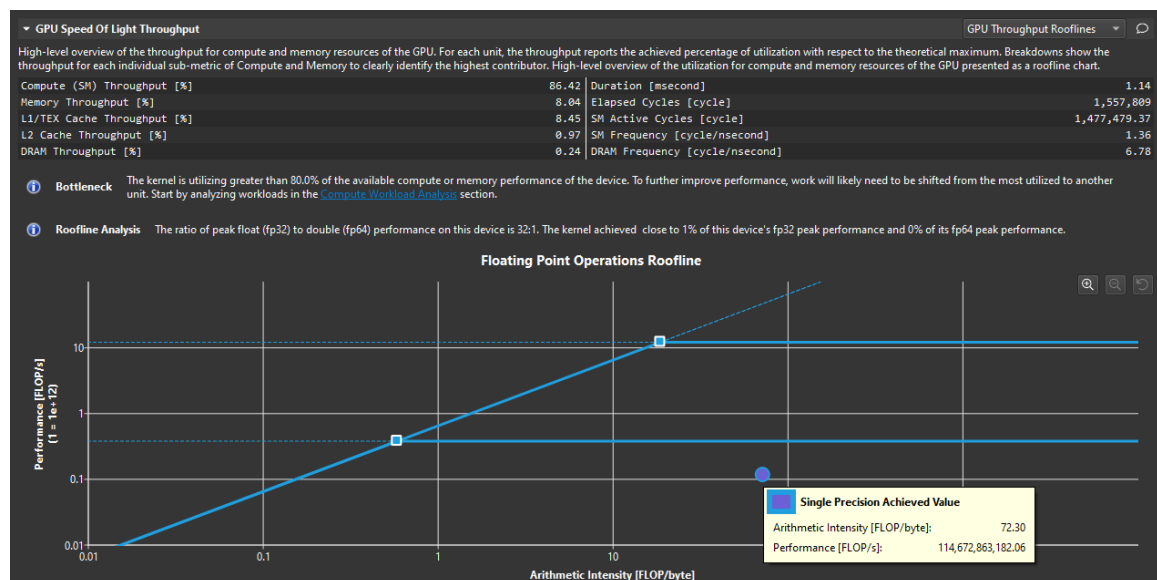 GPU Speed Of Light Throughput
GPU Throughput Rooflines
High-level overview of the throughput for compute and memory resources of the GPU. For each unit, the throughput reports the achieved percentage of utilization with respect to the theoretical maximum. Breakdowns show the
throughput for each individual sub-metric of Compute and Memory to clearly identify the highest contributor. High-level overview of the utilization for compute and memory resources of the GPU presented as a roofline chart.
Compute (SM) Throughput [%] 86.42 Duration [msecond] 1.14
Memory Throughput [%] 8.04 Elapsed Cycles [cycle] 1,557,809
L1/TEX Cache Throughput [%] 8.45 SM Active Cycles [cycle] 1,477,479.37
L2 Cache Throughput [%] 0.97 SM Frequency [cycle/nsecond] 1.36
DRAM Throughput [%] 0.24 DRAM Frequency [cycle/nsecond] 6.78
Bottleneck
The kernel is utilizing greater than 80.0% of the available compute or memory performance of the device. To further improve performance, work will likely need to be shifted from the most utilized to another
unit. Start by analyzing workloads in the Compute Workload Analysis section.
Roofline Analysis The ratio of peak float (fp32) to double (fp64) performance on this device is 32:1. The kernel achieved close to 1% of this device's fp32 peak performance and 0% of its fp64 peak performance.
Floating Point Operations Roofline
Performance [FLOP/s]
(1 = 1e+12)
10
1
0.1
0.01
0.01 0.1 1 10
Arithmetic Intensity [FLOP/byte]
Single Precision Achieved Value
Arithmetic Intensity [FLOP/byte]: 72.30
Performance [FLOP/s]: 114,672,863,182.06